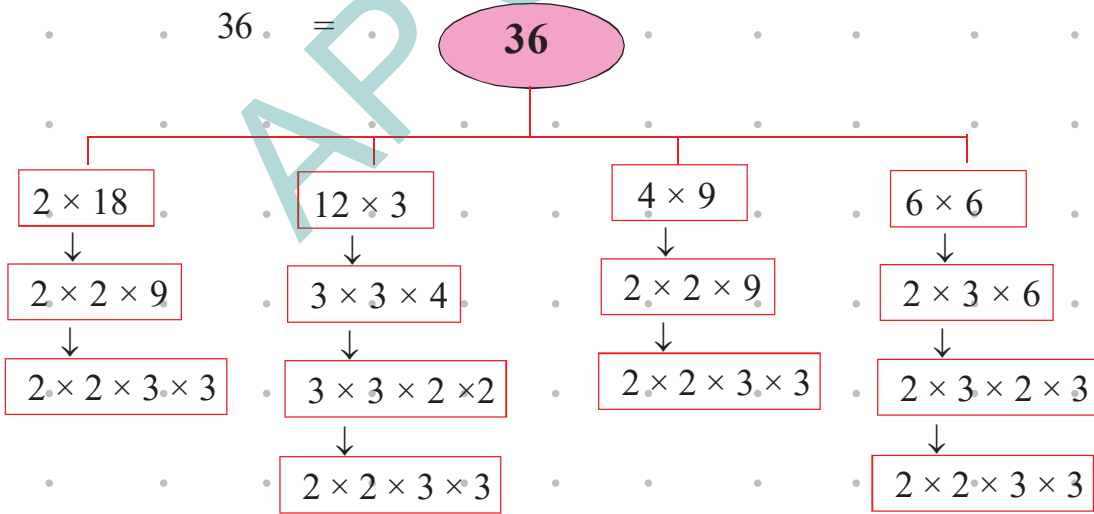 36 =
36
2 × 18
12 × 3
4 × 9
6 × 6
2 × 2 × 9
3 × 3 × 4
2 × 2 × 9
2 × 3 × 6
2 × 2 × 3 × 3
3 × 3 × 2 ×2
2 × 2 × 3 × 3
2 × 3 × 2 × 3
2 × 2 × 3 × 3
2 × 2 × 3 × 3
AP